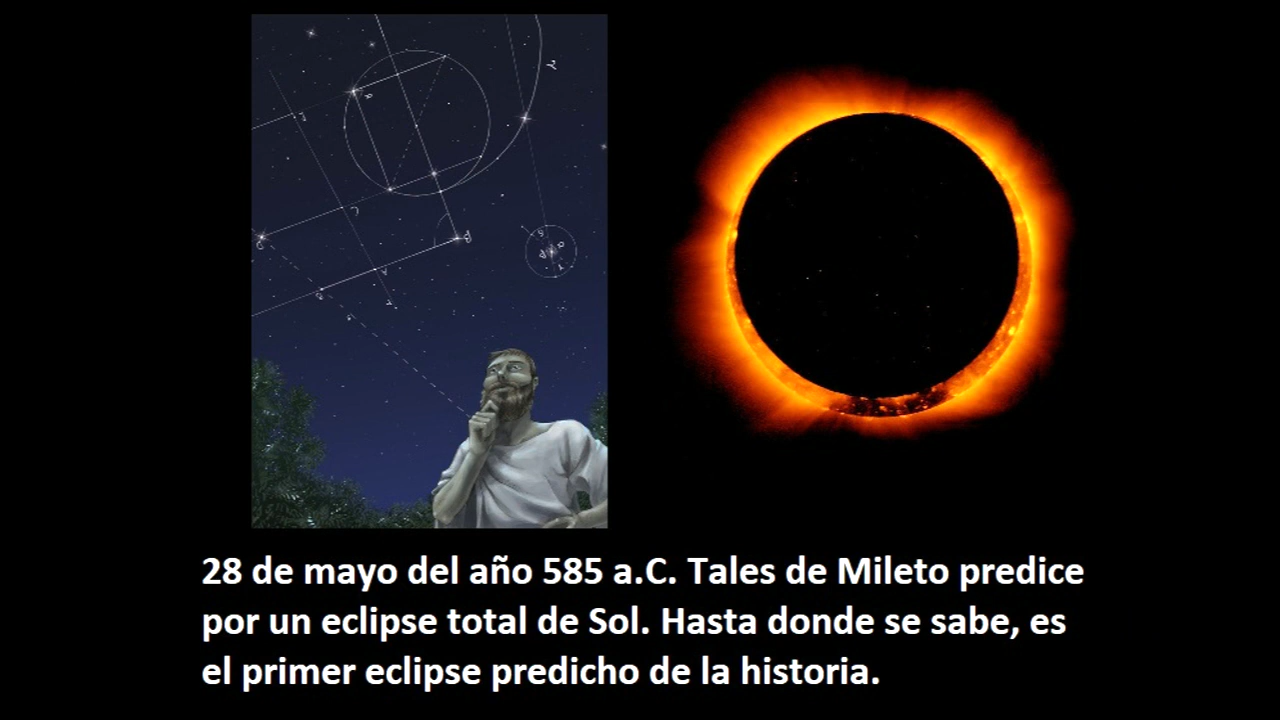 28 de mayo del año 585 a.C. Tales de Mileto predice
por un eclipse total de Sol. Hasta donde se sabe, es
el primer eclipse predicho de la historia.